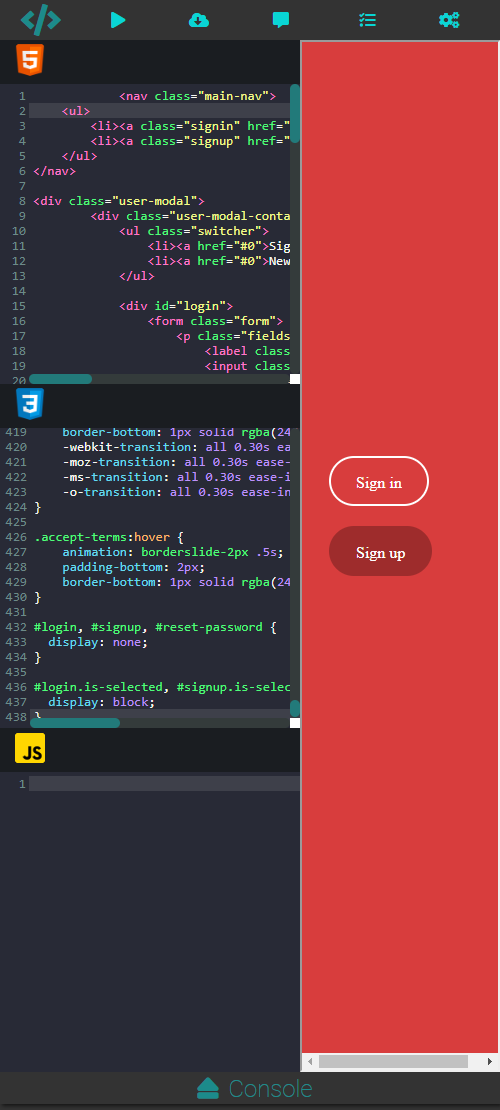 </>
5
1 <nav class="main-nav">
2 <ul>
3 <li><a class="signin" href="
4 <li><a class="signup" href="
5 </ul>
6 </nav>
7
8 <div class="user-modal">
9 <div class="user-modal-conta
10 <ul class="switcher">
11 <li><a href="#0">Sig
12 <li><a href="#0">New
13 </ul>
14
15 <div id="login">
16 <form class="form">
17 <p class="fields
18 <label class
19 <input class
20
3
419 border-bottom: 1px solid rgba(24
420 -webkit-transition: all 0.30s ea
421 -moz-transition: all 0.30s ease-
422 -ms-transition: all 0.30s ease-i
423 -o-transition: all 0.30s ease-in
424 }
425
426 .accept-terms:hover {
427 animation: borderslide-2px .5s;
428 padding-bottom: 2px;
429 border-bottom: 1px solid rgba(24
430 }
431
432 #login, #signup, #reset-password {
433 display: none;
434 }
435
436 #login.is-selected, #signup.is-selec
437 display: block;
438 }
JS
1
Sign in
Sign up
Console